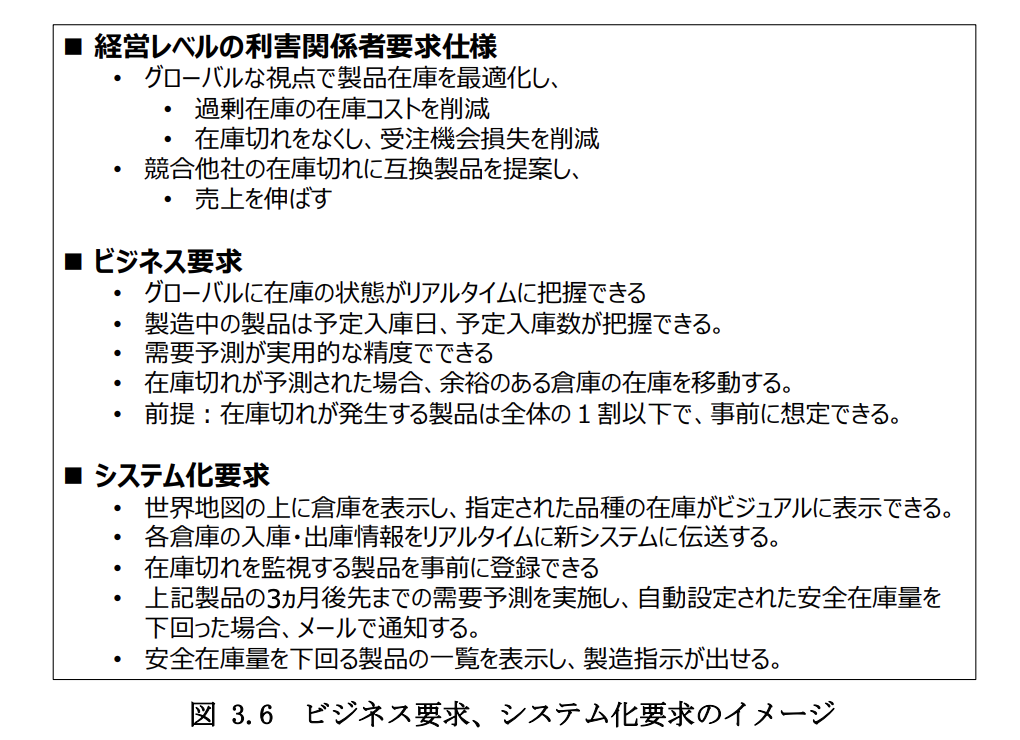 ■ 経営レベルの利害関係者要求仕様
• グローバルな視点で製品在庫を最適化し、
• 過剰在庫の在庫コストを削減
• 在庫切れをなくし、受注機会損失を削減
• 競合他社の在庫切れに互換製品を提案し、
• 売上を伸ばす
■ ビジネス要求
• グローバルに在庫の状態がリアルタイムに把握できる
• 製造中の製品は予定入庫日、予定入庫数が把握できる。
• 需要予測が実用的な精度でできる
• 在庫切れが予測された場合、余裕のある倉庫の在庫を移動する。
• 前提：在庫切れが発生する製品は全体の１割以下で、事前に想定できる。
■ システム化要求
• 世界地図の上に倉庫を表示し、指定された品種の在庫がビジュアルに表示できる。
• 各倉庫の入庫・出庫情報をリアルタイムに新システムに伝送する。
• 在庫切れを監視する製品を事前に登録できる
• 上記製品の3ヵ月後先までの需要予測を実施し、自動設定された安全在庫量を
下回った場合、メールで通知する。
• 安全在庫量を下回る製品の一覧を表示し、製造指示が出せる。
図 3.6　ビジネス要求、システム化要求のイメージ